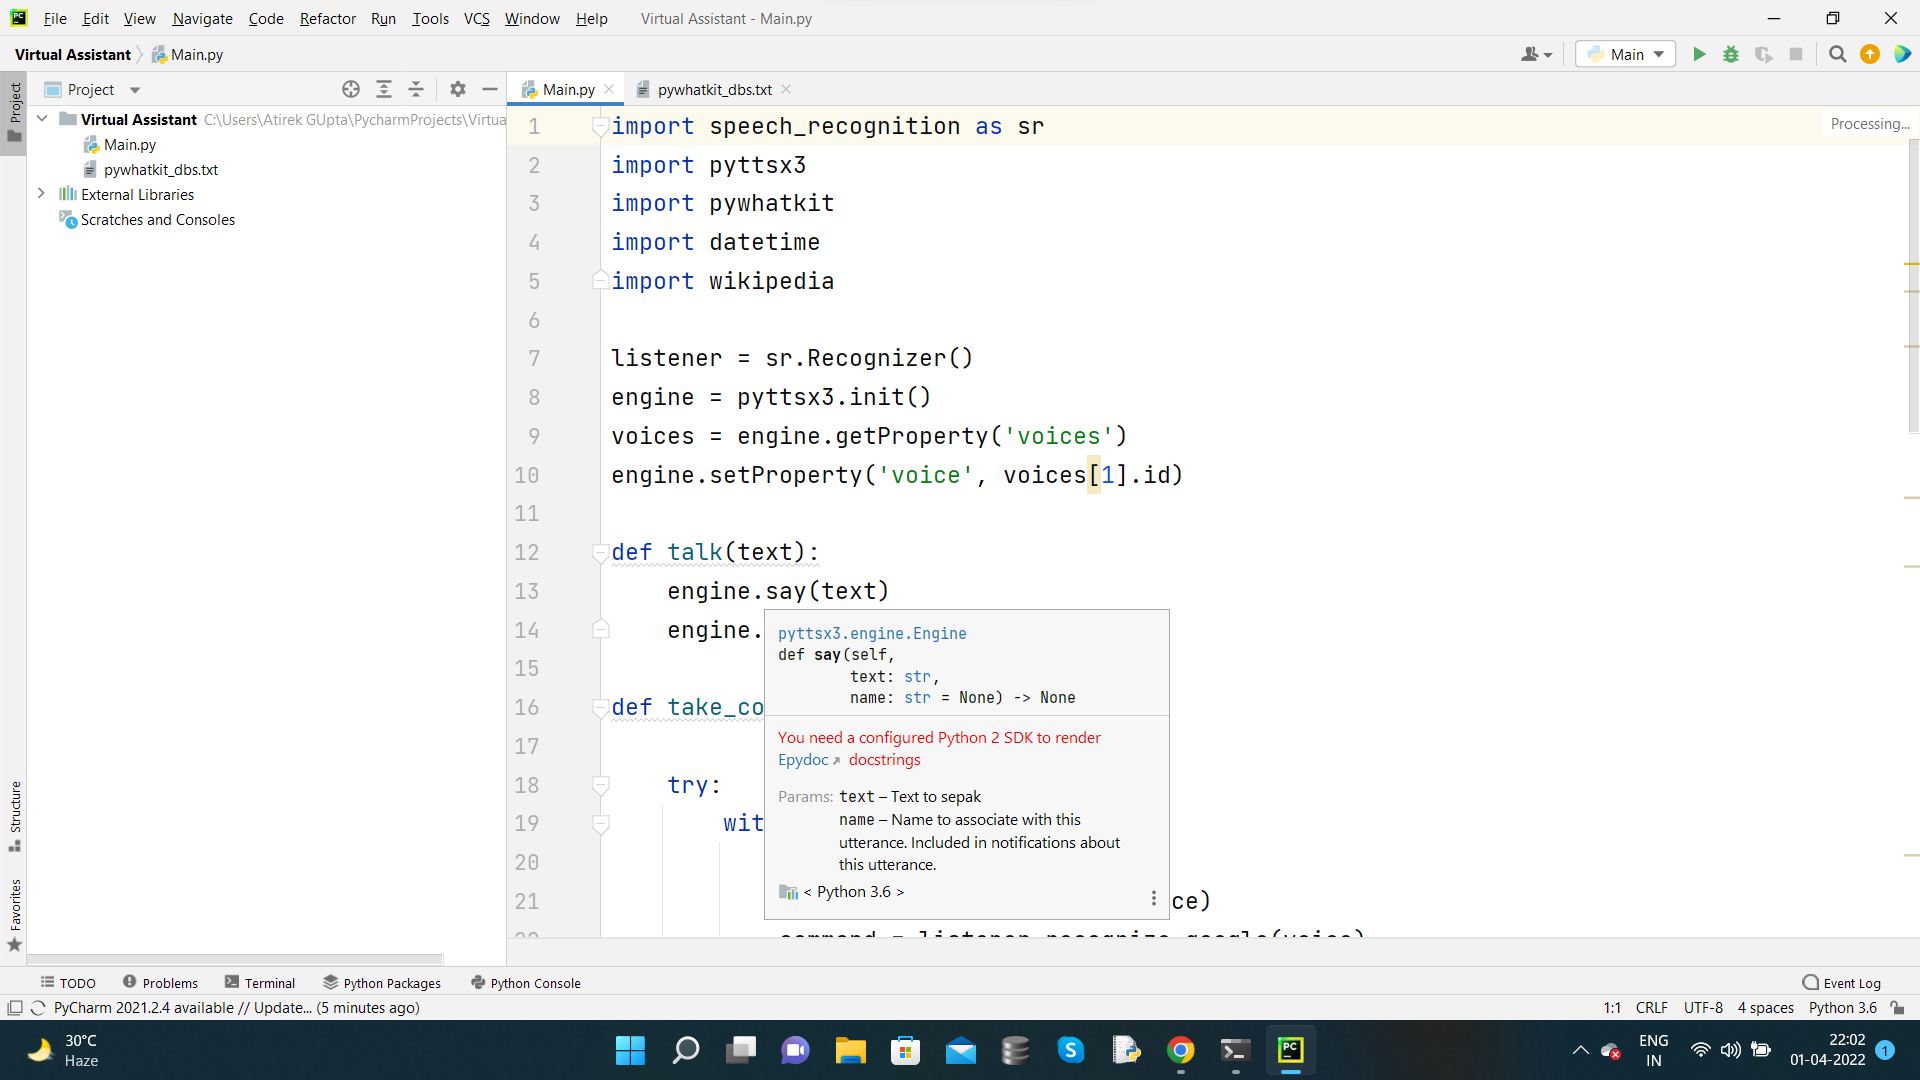 PC File Edit View Navigate Code Refactor Run Tools VCS Window Help Virtual Assistant - Main.py
Virtual Assistant Main.py Main
Project Project Main.py pywhatkit_dbs.txt
Virtual Assistant C:\Users\Atirek GUpta\PycharmProjects\Virtua
Main.py
pywhatkit_dbs.txt
External Libraries
Scratches and Consoles
Structure
Favorites
1 import speech_recognition as sr Processing...
2 import pyttsx3
3 import pywhatkit
4 import datetime
5 import wikipedia
6
7 listener = sr.Recognizer()
8 engine = pyttsx3.init()
9 voices = engine.getProperty('voices')
10 engine.setProperty('voice', voices[1].id)
11
12 def talk(text):
13 engine.say(text)
14 engine.
15
16 def take_co
17
18 try:
19 wit
20
21 ce)
22 command = listener.recognize_google(voice)
pyttsx3.engine.Engine
def say(self,
text: str,
name: str = None) -> None
You need a configured Python 2 SDK to render
Epydoc docstrings
Params: text – Text to sepak
name – Name to associate with this
utterance. Included in notifications about
this utterance.
< Python 3.6 >
TODO Problems Terminal Python Packages Python Console Event Log
PyCharm 2021.2.4 available // Update... (5 minutes ago) 1:1 CRLF UTF-8 4 spaces Python 3.6
30°C
Haze
S
PC
ENG
IN
22:02
01-04-2022
1